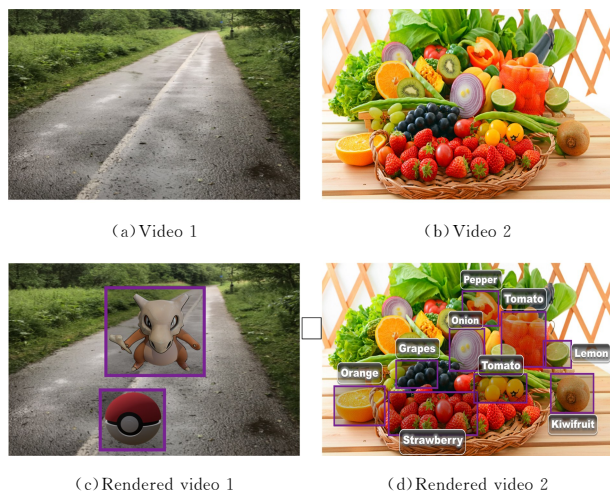 (a)Video 1
(b)Video 2
Pepper
Tomato
Onion
Lemon
Grapes
Tomato
Orange
Strawberry
Kiwifruit
(c)Rendered video 1
(d)Rendered video 2